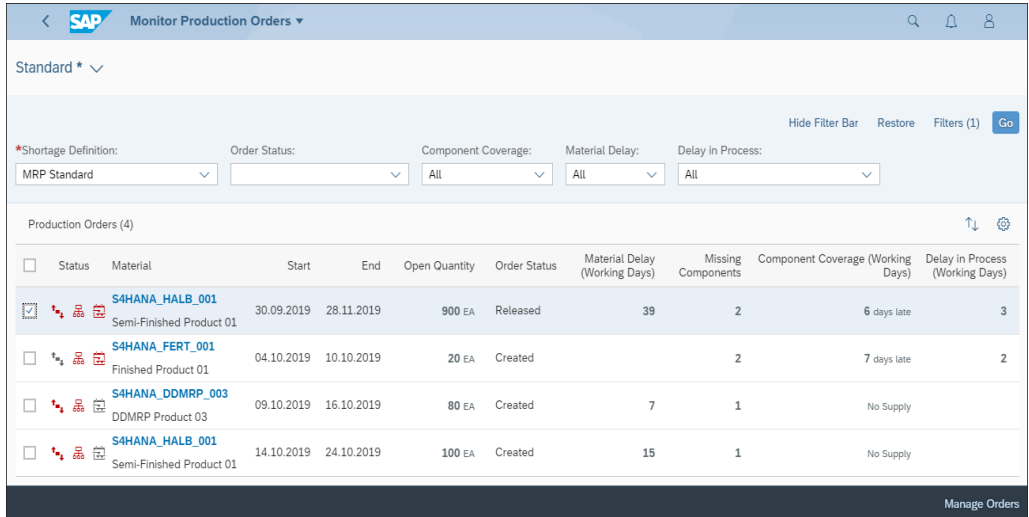 SAP Monitor Production Orders
Standard *
Hide Filter Bar Restore Filters (1) Go
*Shortage Definition: Order Status: Component Coverage: Material Delay: Delay in Process:
MRP Standard All All All
Production Orders (4)
Status Material Start End Open Quantity Order Status Material Delay (Working Days) Missing Components Component Coverage (Working Days) Delay in Process (Working Days)
S4HANA_HALB_001
30.09.2019 28.11.2019 900 EA Released 39 2 6 days late 3
Semi-Finished Product 01
S4HANA_FERT_001
04.10.2019 10.10.2019 20 EA Created 2 7 days late 2
Finished Product 01
S4HANA_DDMRP_003
09.10.2019 16.10.2019 80 EA Created 7 1 No Supply
DDMRP Product 03
S4HANA_HALB_001
14.10.2019 24.10.2019 100 EA Created 15 1 No Supply
Semi-Finished Product 01
Manage Orders